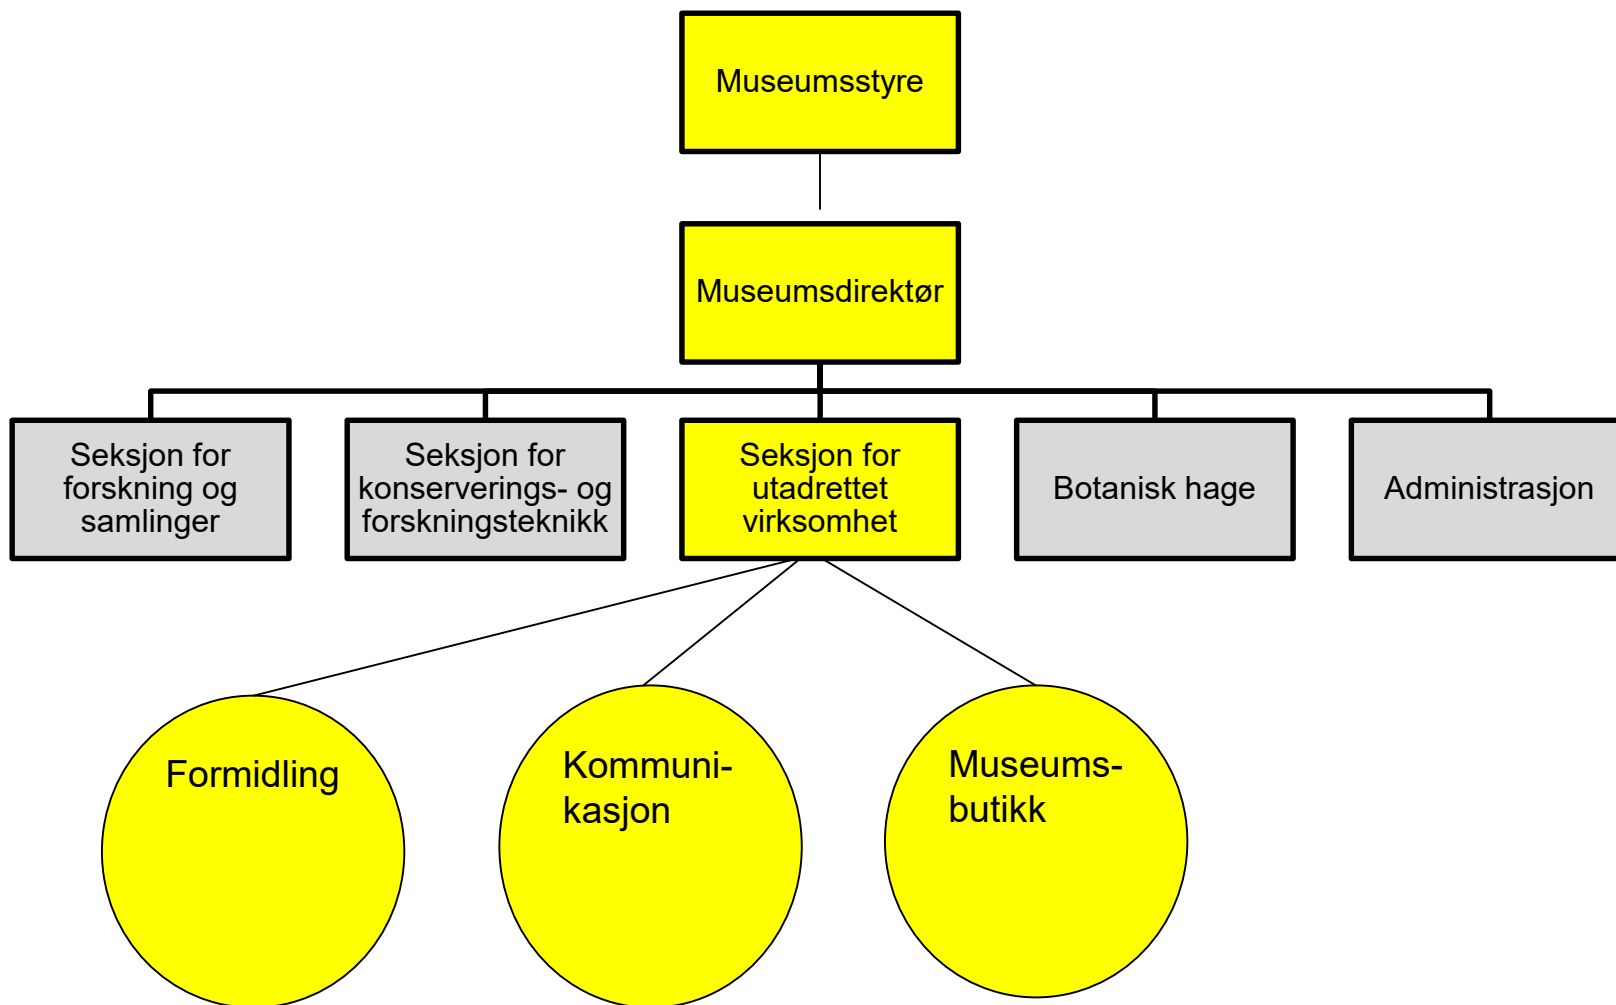 Museumsstyre
Museumsdirektør
Seksjon for
forskning og
samlinger
Seksjon for
konserverings- og
forskningsteknikk
Seksjon for
utadrettet
virksomhet
Botanisk hage
Administrasjon
Formidling
Kommuni-
kasjon
Museums-
butikk